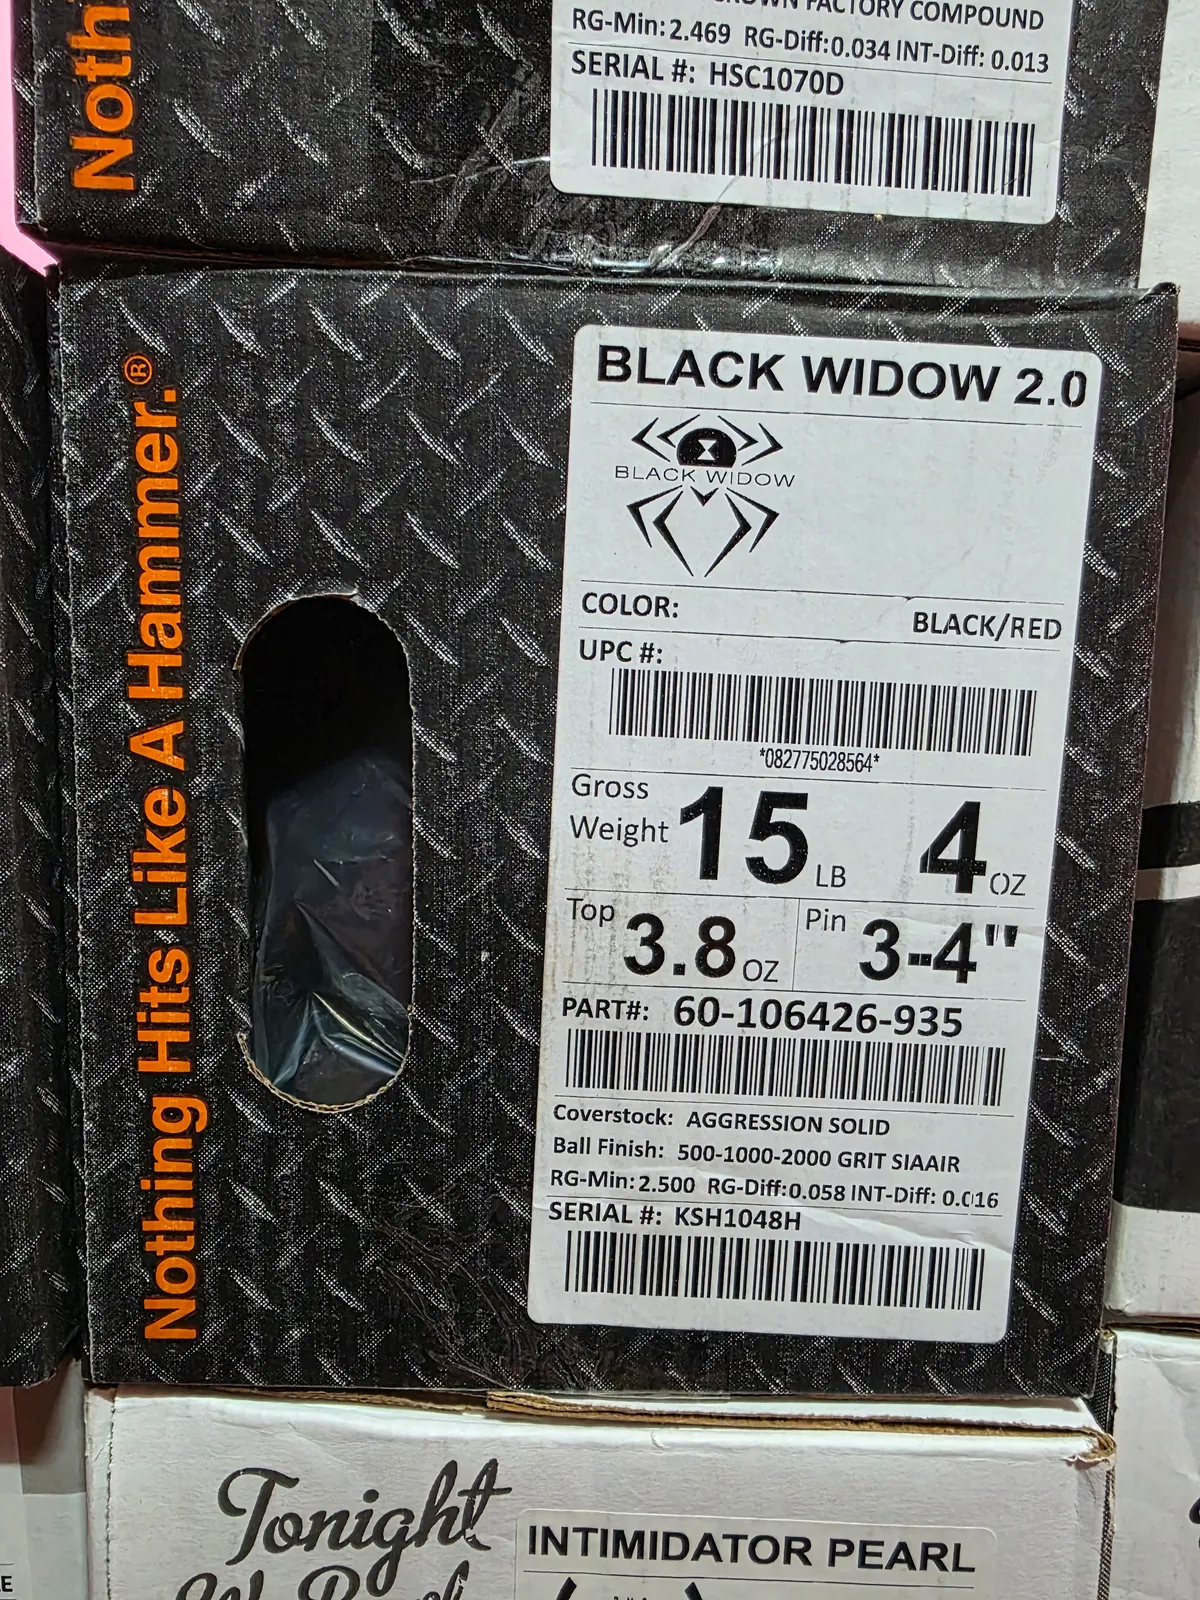 Noth
FACTORY COMPOUND
RG-Min: 2.469 RG-Diff:0.034 INT-Diff: 0.013
SERIAL #: HSC1070D
Nothing Hits Like A Hammer.®
BLACK WIDOW 2.0
BLACK WIDOW
COLOR: BLACK/RED
UPC #:
*082775028564*
Gross
Weight 15 LB 4 OZ
Top 3.8 OZ Pin 3-4"
PART#: 60-106426-935
Coverstock: AGGRESSION SOLID
Ball Finish: 500-1000-2000 GRIT SIAAIR
RG-Min: 2.500 RG-Diff:0.058 INT-Diff: 0.016
SERIAL #: KSH1048H
Tonight
INTIMIDATOR PEARL